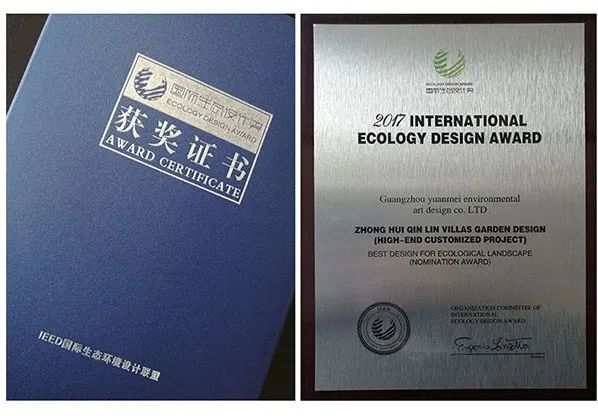 国际生态设计奖
ECOLOGY DESIGN AWARD
获奖证书
AWARD CERTIFICATE
IEED国际生态环境设计联盟
ECOLOGY DESIGN AWARD
国际生态设计奖
2017 INTERNATIONAL
ECOLOGY DESIGN AWARD
Guangzhou yuanmei environmental
art design co. LTD
ZHONG HUI QIN LIN VILLAS GARDEN DESIGN
(HIGH-END CUSTOMIZED PROJECT)
BEST DESIGN FOR ECOLOGICAL LANDSCAPE
(NOMINATION AWARD)
ORGANIZATION COMMITTEE OF
INTERNATIONAL
ECOLOGY DESIGN AWARD